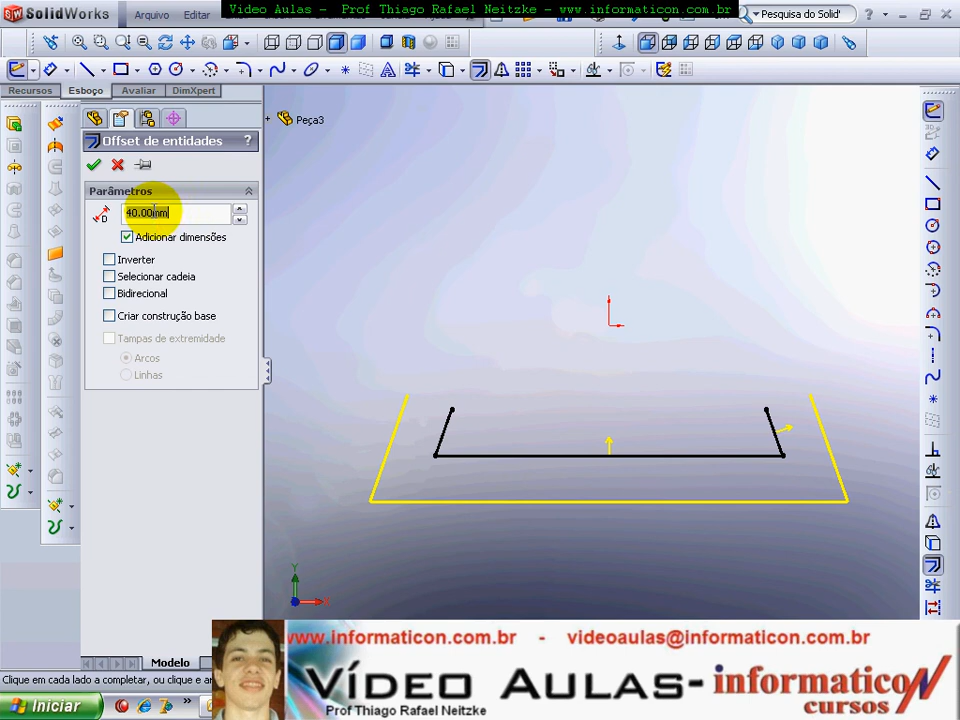 Video Aulas - Prof Thiago Rafael Neitzke - www.informaticon.com.br
SolidWorks
Arquivo
Editar
Pesquisa do Solid'
Recursos
Esboço
Avaliar
DimXpert
Peça3
Offset de entidades
?
Parâmetros
40.00mm
Adicionar dimensões
Inverter
Selecionar cadeia
Bidirecional
Criar construção base
Tampas de extremidade
Arcos
Linhas
Y
X
Modelo
Clique em cada lado a completar, ou clique e ar
Iniciar
www.informaticon.com.br - videoaulas@informaticon.com.br
Vídeo Aulas-informaticon
cursos
Prof Thiago Rafael Neitzke